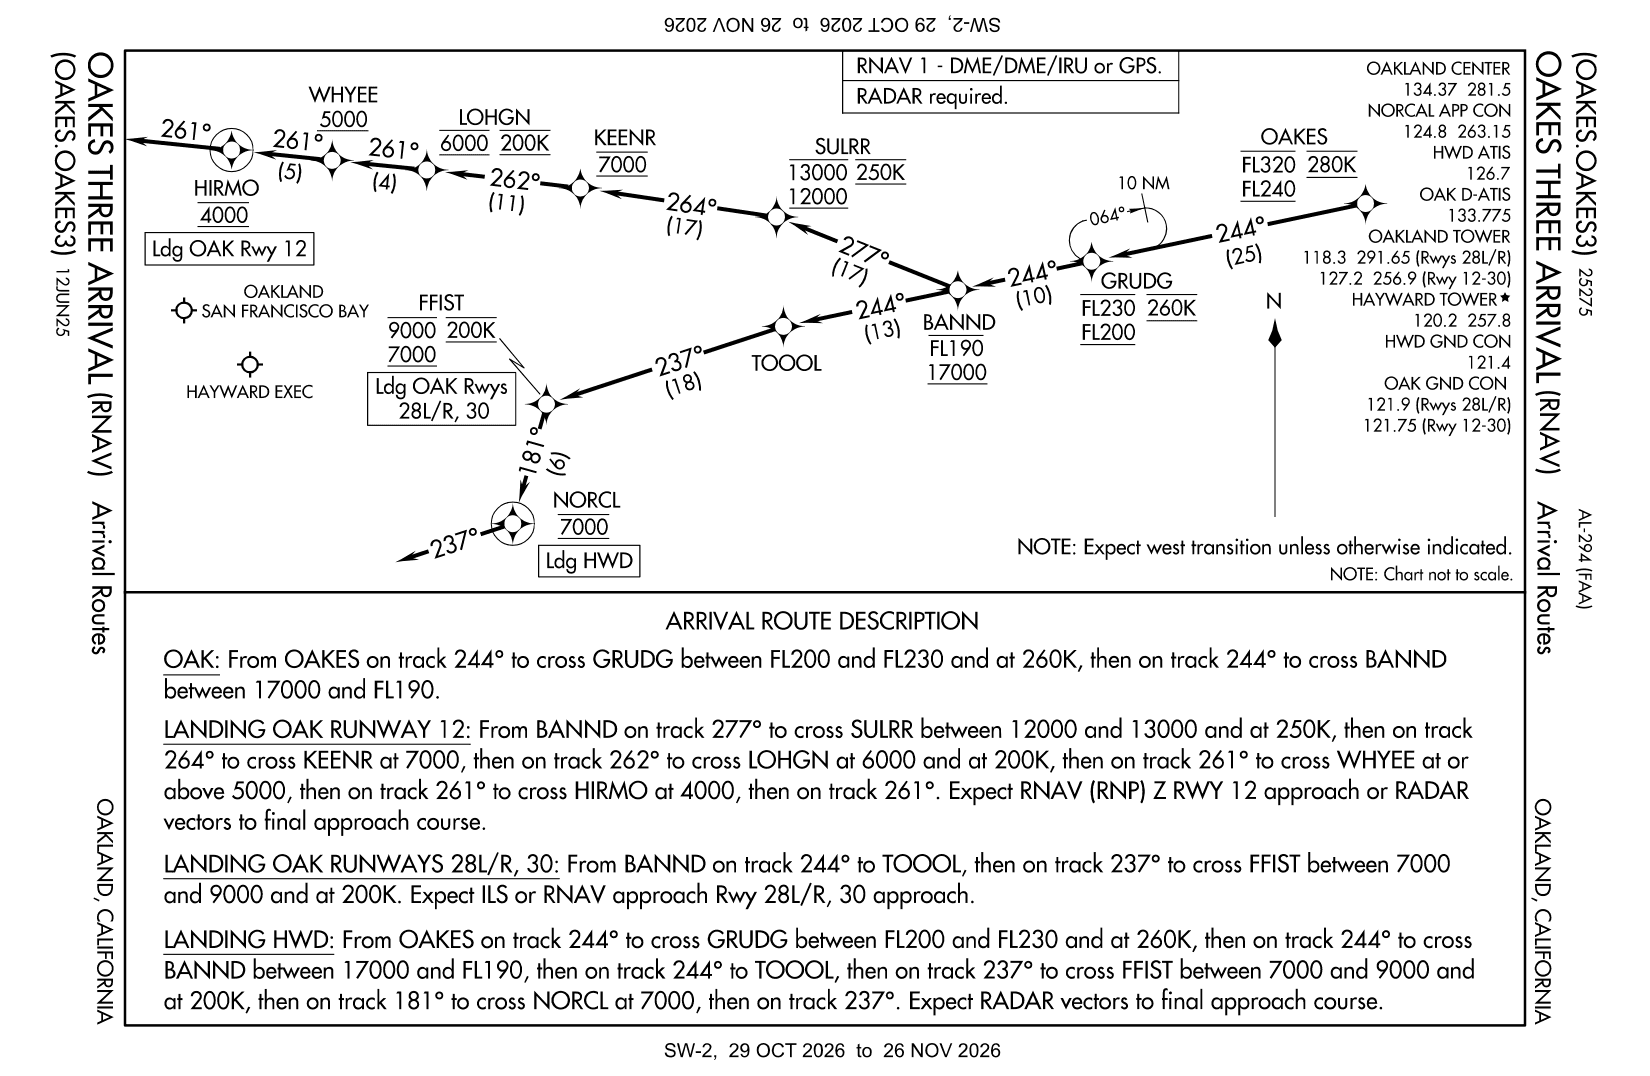 SW-2, 29 OCT 2026 to 26 NOV 2026
OAKES THREE ARRIVAL (RNAV) Arrival Routes
(OAKES.OAKES3) 12JUN25
OAKLAND, CALIFORNIA
RNAV 1 - DME/DME/IRU or GPS.
RADAR required.
OAKLAND CENTER
134.37 281.5
NORCAL APP CON
124.8 263.15
HWD ATIS
126.7
OAK D-ATIS
133.775
OAKLAND TOWER
118.3 291.65 (Rwys 28L/R)
127.2 256.9 (Rwy 12-30)
HAYWARD TOWER★
120.2 257.8
HWD GND CON
121.4
OAK GND CON
121.9 (Rwys 28L/R)
121.75 (Rwy 12-30)
261°
HIRMO
4000
Ldg OAK Rwy 12
261°
(5)
WHYEE
5000
261°
(4)
LOHGN
6000 200K
262°
(11)
KEENR
7000
264°
(17)
SULRR
13000 250K
12000
277°
(17)
OAKES
FL320 280K
FL240
10 NM
064°
244°
(25)
GRUDG
FL230 260K
FL200
244°
(10)
BANND
FL190
17000
244°
(13)
TOOOL
237°
(18)
FFIST
9000 200K
7000
Ldg OAK Rwys
28L/R, 30
181°
(9)
NORCL
7000
Ldg HWD
237°
OAKLAND
SAN FRANCISCO BAY
HAYWARD EXEC
N
NOTE: Expect west transition unless otherwise indicated.
NOTE: Chart not to scale.
ARRIVAL ROUTE DESCRIPTION
OAK: From OAKES on track 244° to cross GRUDG between FL200 and FL230 and at 260K, then on track 244° to cross BANND
between 17000 and FL190.
LANDING OAK RUNWAY 12: From BANND on track 277° to cross SULRR between 12000 and 13000 and at 250K, then on track
264° to cross KEENR at 7000, then on track 262° to cross LOHGN at 6000 and at 200K, then on track 261° to cross WHYEE at or
above 5000, then on track 261° to cross HIRMO at 4000, then on track 261°. Expect RNAV (RNP) Z RWY 12 approach or RADAR
vectors to final approach course.
LANDING OAK RUNWAYS 28L/R, 30: From BANND on track 244° to TOOOL, then on track 237° to cross FFIST between 7000
and 9000 and at 200K. Expect ILS or RNAV approach Rwy 28L/R, 30 approach.
LANDING HWD: From OAKES on track 244° to cross GRUDG between FL200 and FL230 and at 260K, then on track 244° to cross
BANND between 17000 and FL190, then on track 244° to TOOOL, then on track 237° to cross FFIST between 7000 and 9000 and
at 200K, then on track 181° to cross NORCL at 7000, then on track 237°. Expect RADAR vectors to final approach course.
OAKES THREE ARRIVAL (RNAV) Arrival Routes
(OAKES.OAKES3) 25275
AL-294 (FAA)
OAKLAND, CALIFORNIA
SW-2, 29 OCT 2026 to 26 NOV 2026